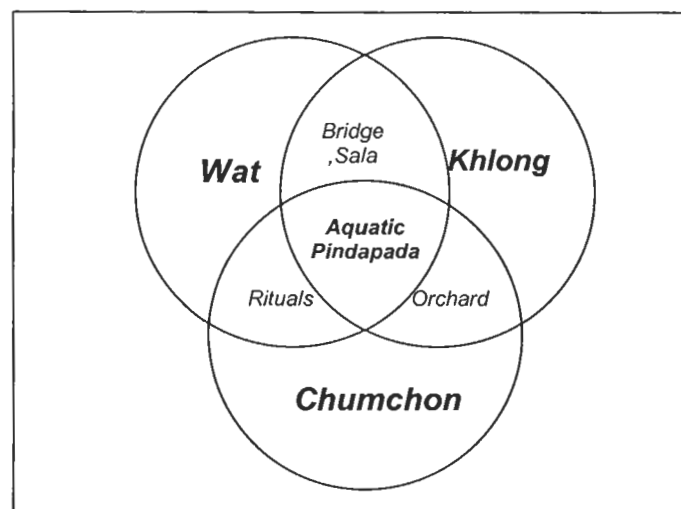 Bridge
,Sala
Wat
Khlong
Aquatic
Pindapada
Rituals
Orchard
Chumchon